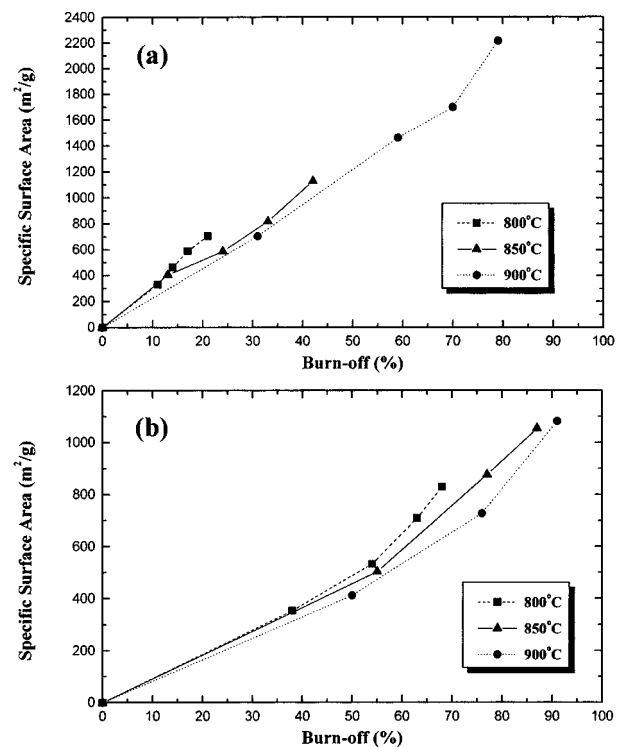 (a)
Specific Surface Area (m²/g)
2400
2200
2000
1800
1600
1400
1200
1000
800
600
400
200
0
800°C
850°C
900°C
0 10 20 30 40 50 60 70 80 90 100
Burn-off (%)
(b)
Specific Surface Area (m²/g)
1200
1000
800
600
400
200
0
800°C
850°C
900°C
0 10 20 30 40 50 60 70 80 90 100
Burn-off (%)